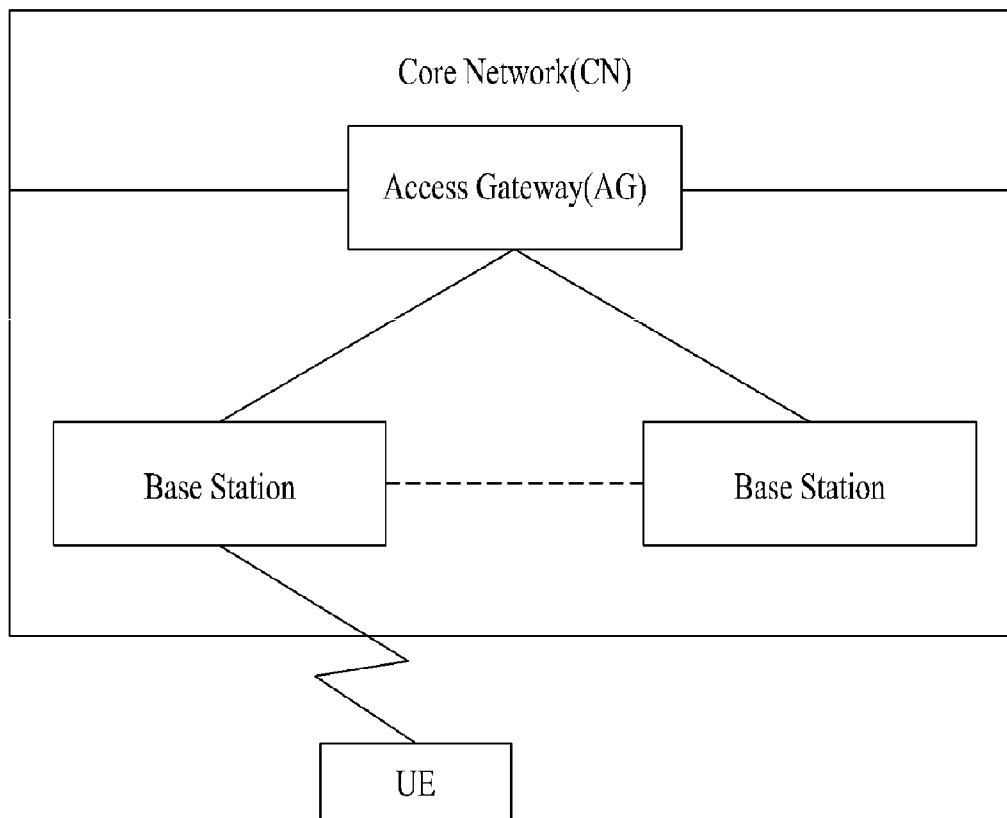 Core Network(CN)
Access Gateway(AG)
Base Station
Base Station
UE